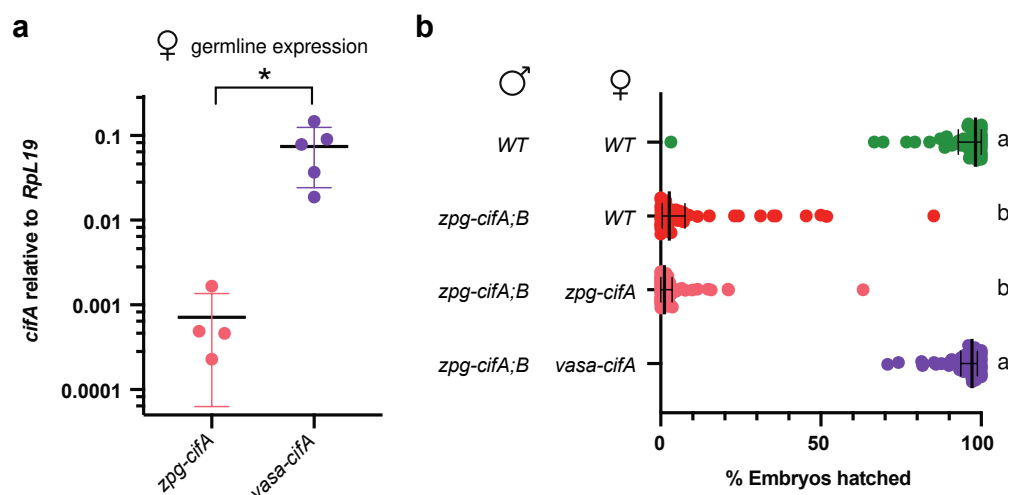 a
♀ germline expression
*
cifA relative to RpL19
0.1
0.01
0.001
0.0001
zpg-cifA
vasa-cifA
b
♂ ♀
WT WT a
zpg-cifA;B WT b
zpg-cifA;B zpg-cifA b
zpg-cifA;B vasa-cifA a
0 50 100
% Embryos hatched